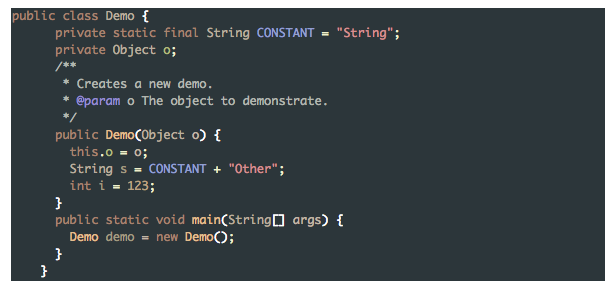 public class Demo {
private static final String CONSTANT = "String";
private Object o;
/**
* Creates a new demo.
* @param o The object to demonstrate.
*/
public Demo(Object o) {
this.o = o;
String s = CONSTANT + "Other";
int i = 123;
}
public static void main(String[] args) {
Demo demo = new Demo();
}
}